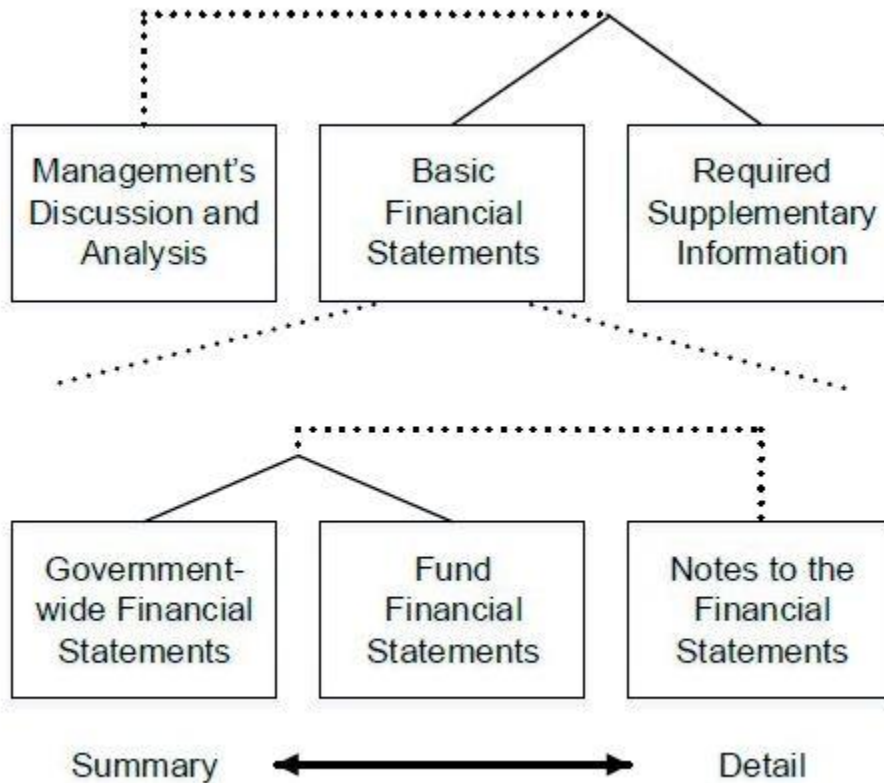 Management's
Discussion and
Analysis
Basic
Financial
Statements
Required
Supplementary
Information
Government-
wide Financial
Statements
Fund
Financial
Statements
Notes to the
Financial
Statements
Summary
Detail